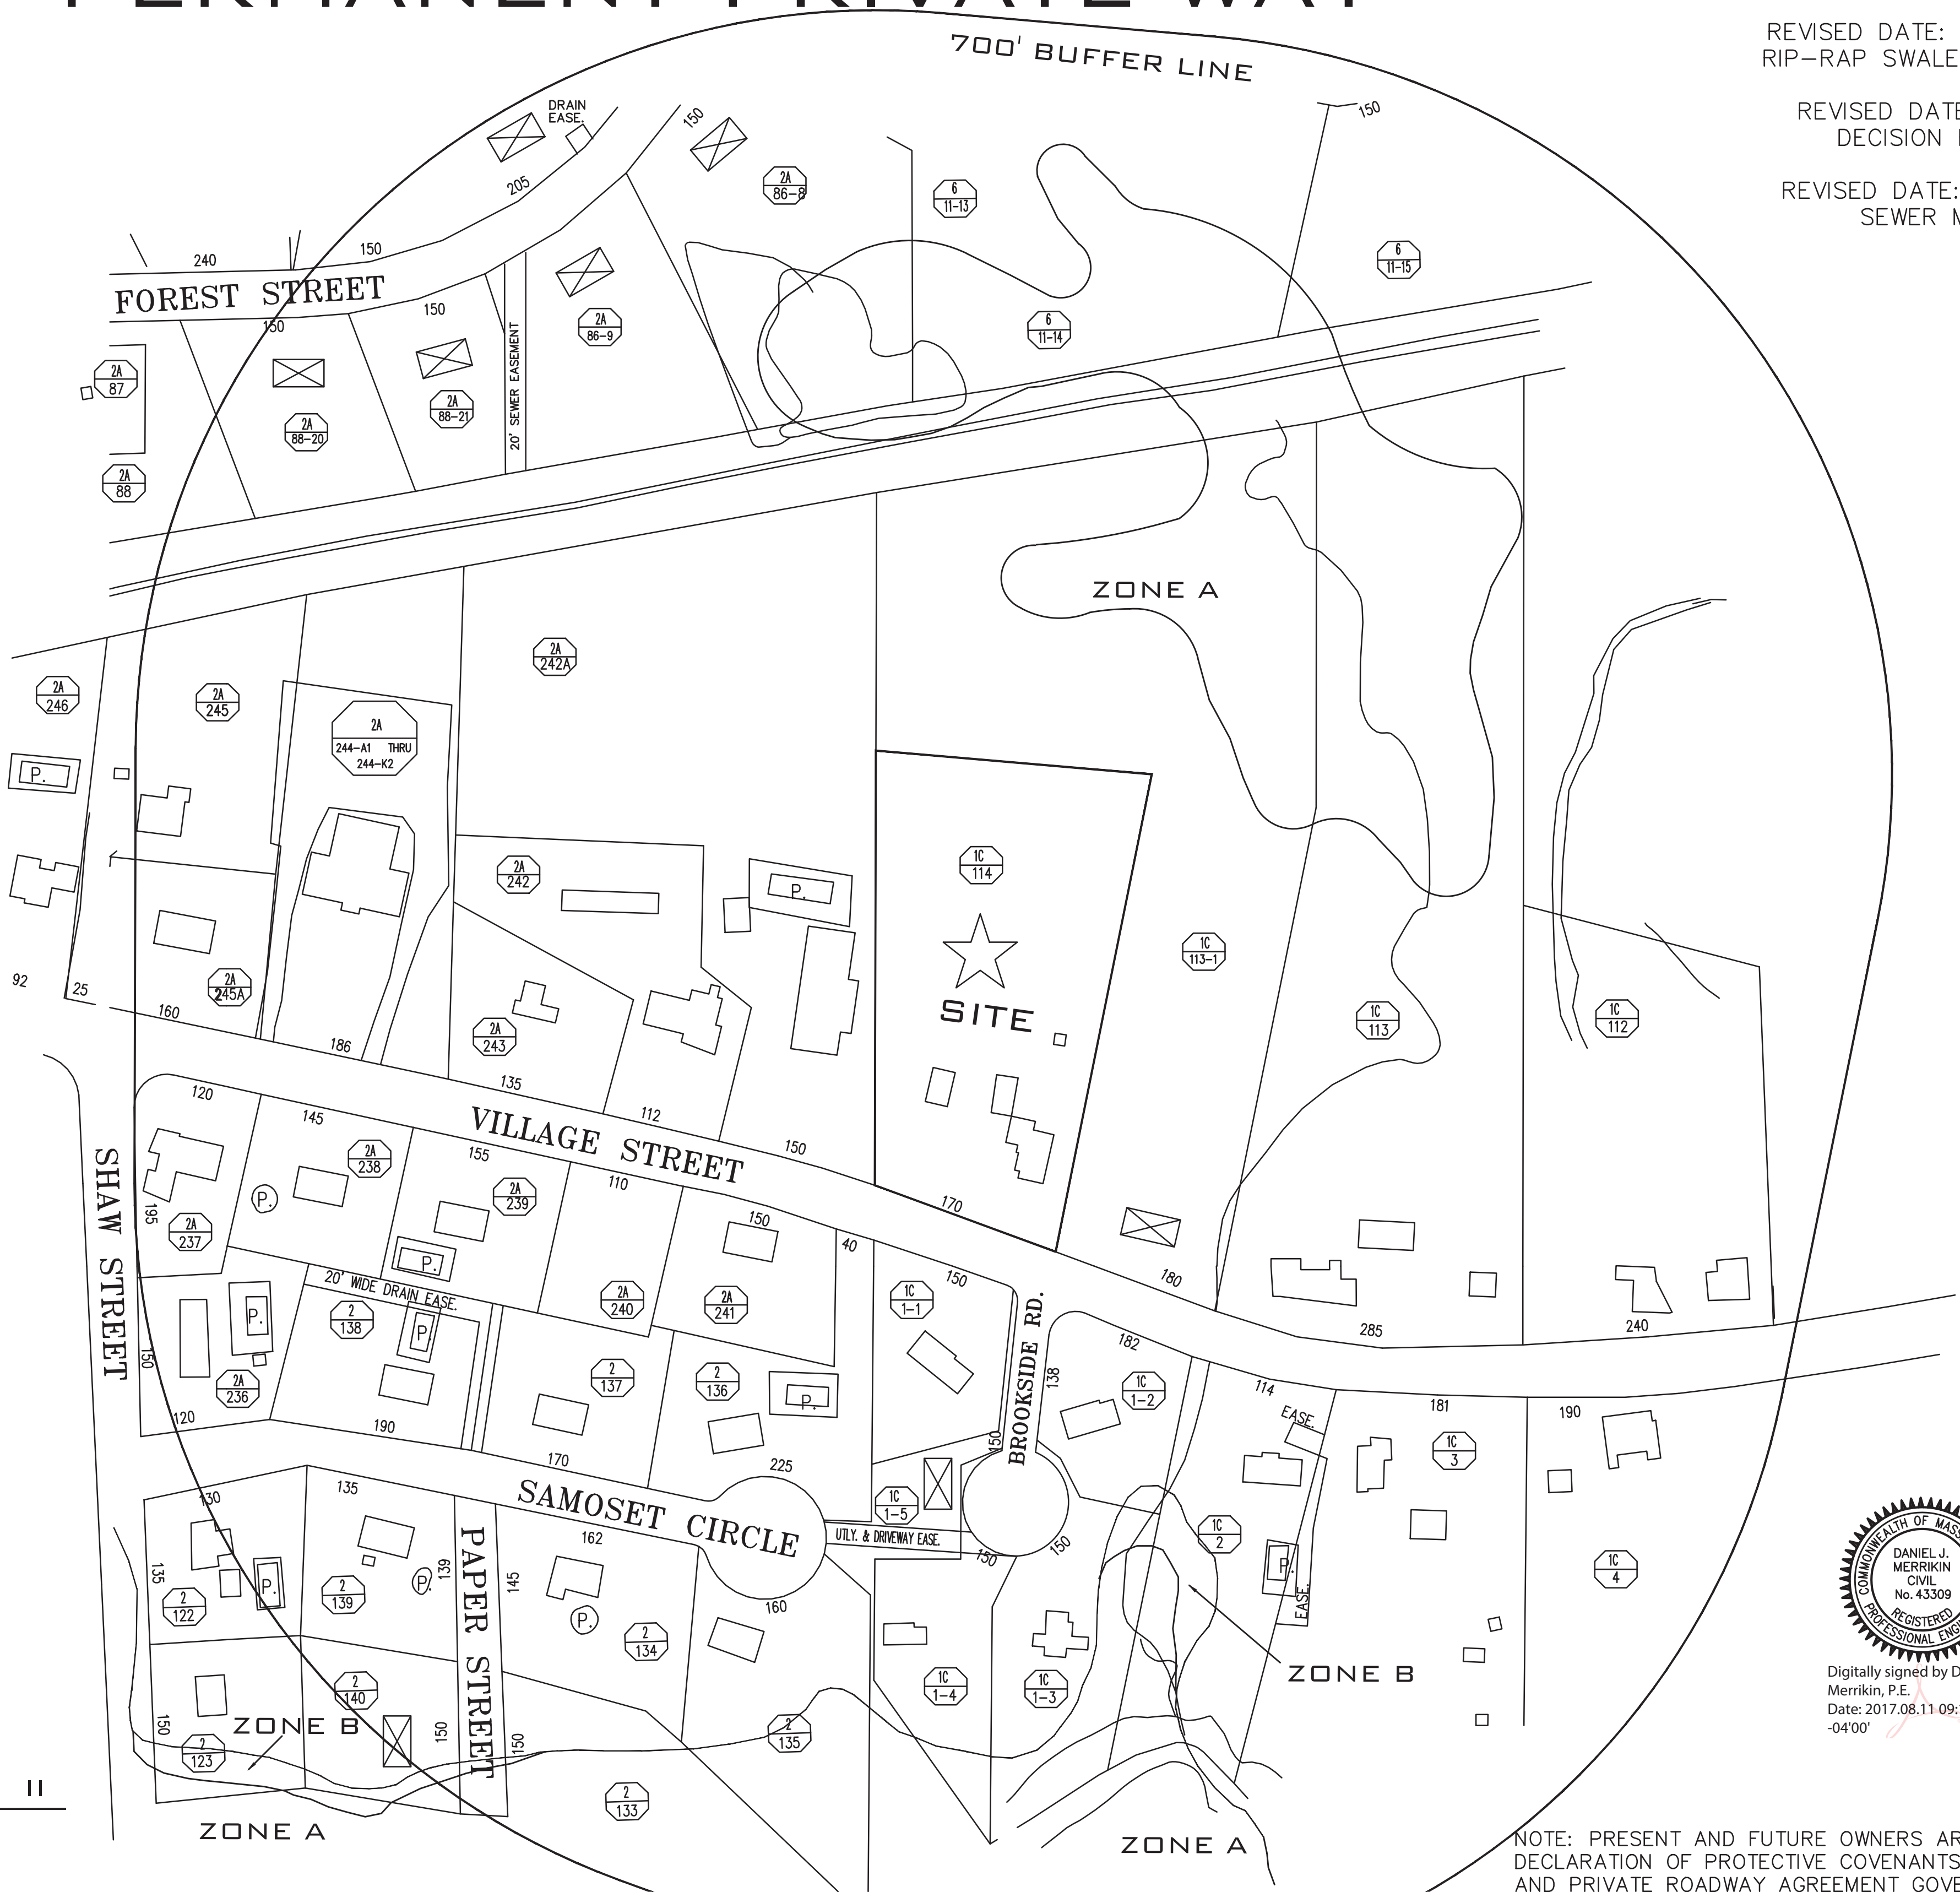 PERMANENT PRIVATE WAY
700' BUFFER LINE
REVISED DATE:
RIP-RAP SWALE
REVISED DATE
DECISION
REVISED DATE:
SEWER
DRAIN
EASE.
205
150
2A
86-8
6
11-13
150
6
11-15
240
150
FOREST STREET
150
150
2A
86-9
6
11-14
2A
87
2A
88-20
2A
88-21
20' SEWER EASEMENT
2A
88
ZONE A
2A
242A
2A
246
2A
245
2A
244-A1 THRU
244-K2
P.
2A
242
P.
1C
114
SITE
1C
113-1
1C
113
1C
112
92
25
2A
245A
160
186
2A
243
135
112
150
170
VILLAGE STREET
120
145
2A
238
155
2A
239
110
150
40
150
180
285
240
SHAW STREET
195
P.
2A
237
P.
20' WIDE DRAIN EASE.
2A
240
2A
241
1C
1-1
BROOKSIDE RD.
182
138
1C
1-2
114
EASE.
181
190
P.
2
138
P.
150
2A
236
2
137
2
136
P.
120
190
170
225
150
1C
3
SAMOSET CIRCLE
1C
1-5
UTLY. & DRIVEWAY EASE.
150
150
1C
2
P.
EASE.
1C
4
130
135
135
P.
2
122
2
139
P.
139
PAPER STREET
145
162
P.
160
2
134
1C
1-4
1C
1-3
ZONE B
150
2
140
ZONE B
2
123
150
150
2
135
2
133
ZONE A
ZONE A
11
COMMONWEALTH OF MASS
DANIEL J.
MERRIKIN
CIVIL
No. 43309
REGISTERED
PROFESSIONAL
Digitally signed by D
Merrikin, P.E.
Date: 2017.08.11 09:
-04'00'
NOTE: PRESENT AND FUTURE OWNERS
DECLARATION OF PROTECTIVE COVENANTS
AND PRIVATE ROADWAY AGREEMENT